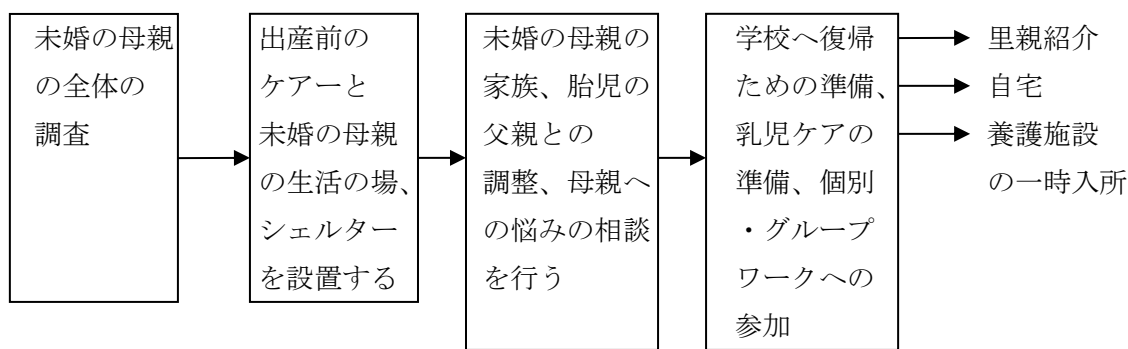 未婚の母親
の全体の
調査
出産前の
ケアーと
未婚の母親
の生活の場、
シェルター
を設置する
未婚の母親の
家族、胎児の
父親との
調整、母親へ
の悩みの相談
を行う
学校へ復帰
ための準備、
乳児ケアの
準備、個別
・グループ
ワークへの
参加
里親紹介
自宅
養護施設
の一時入所